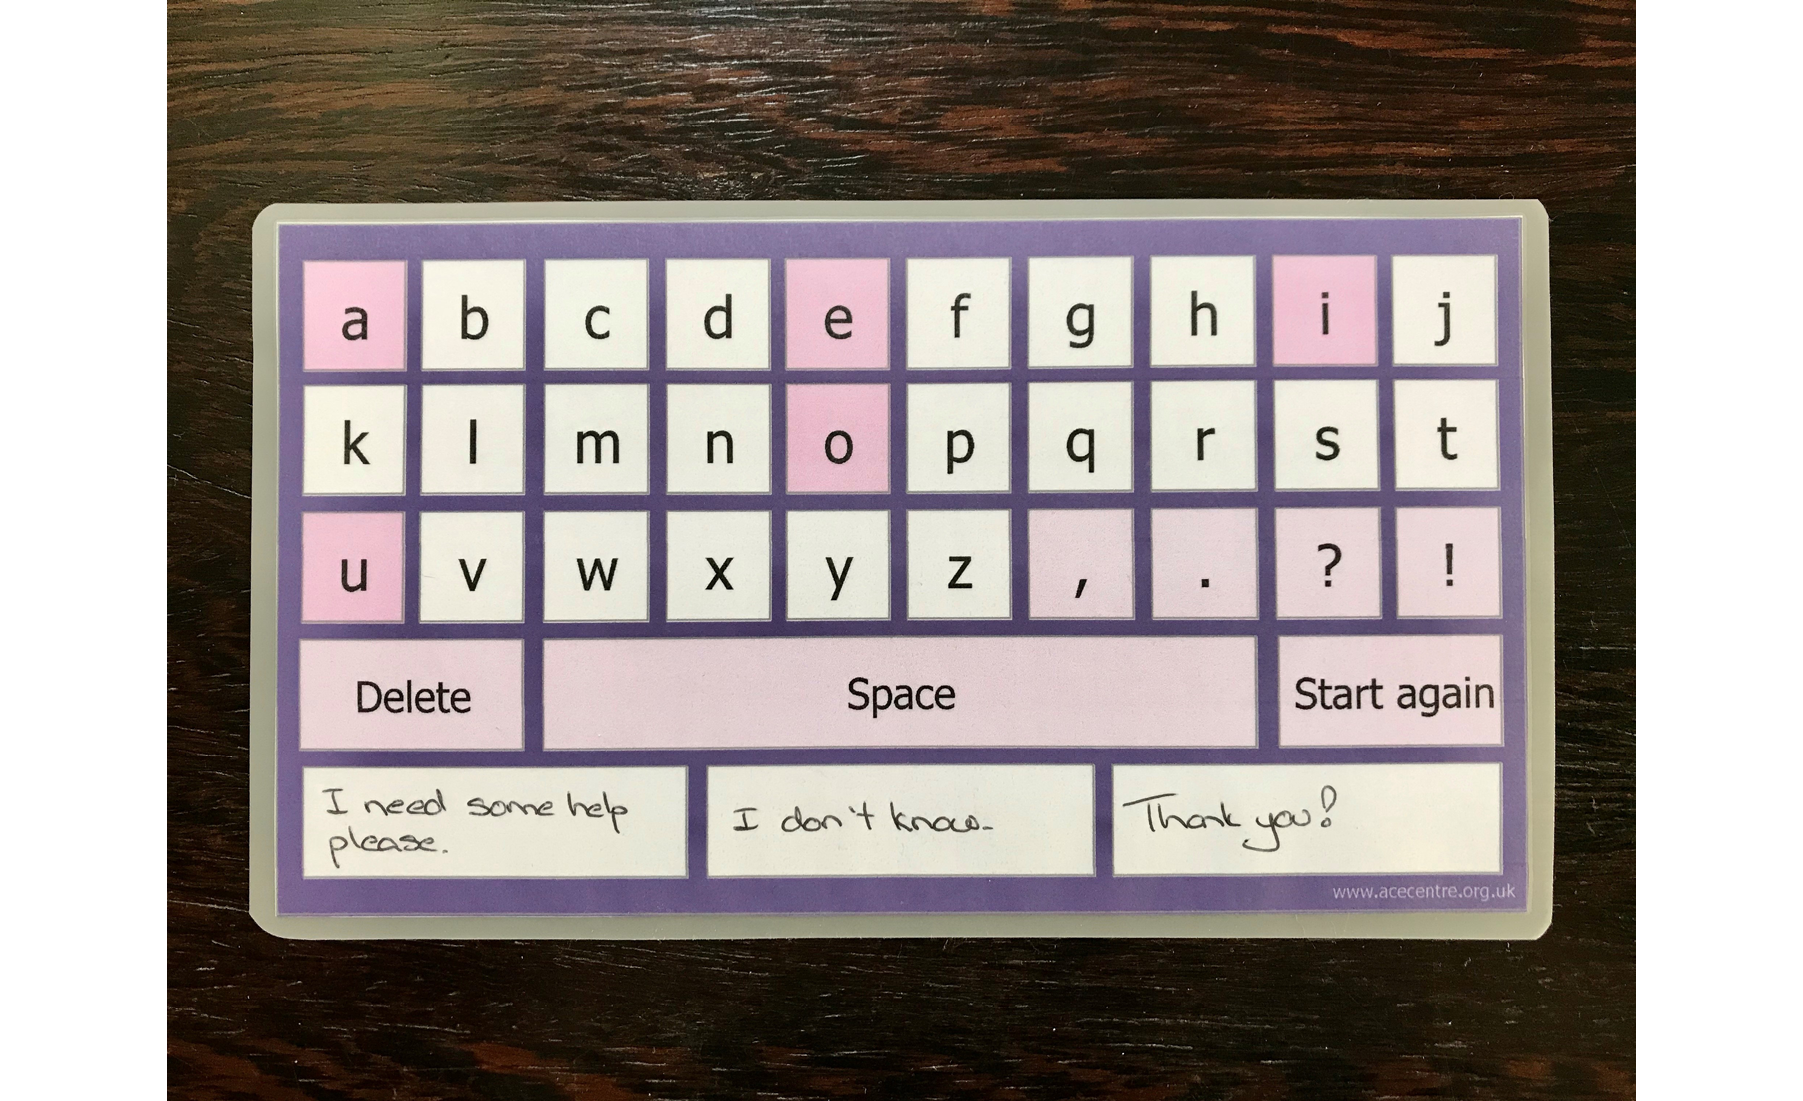 a b c d e f g h i j
k l m n o p q r s t
u v w x y z , . ? !
Delete Space Start again
I need some help
please.
I don't know.
Thank you!
www.acecentre.org.uk